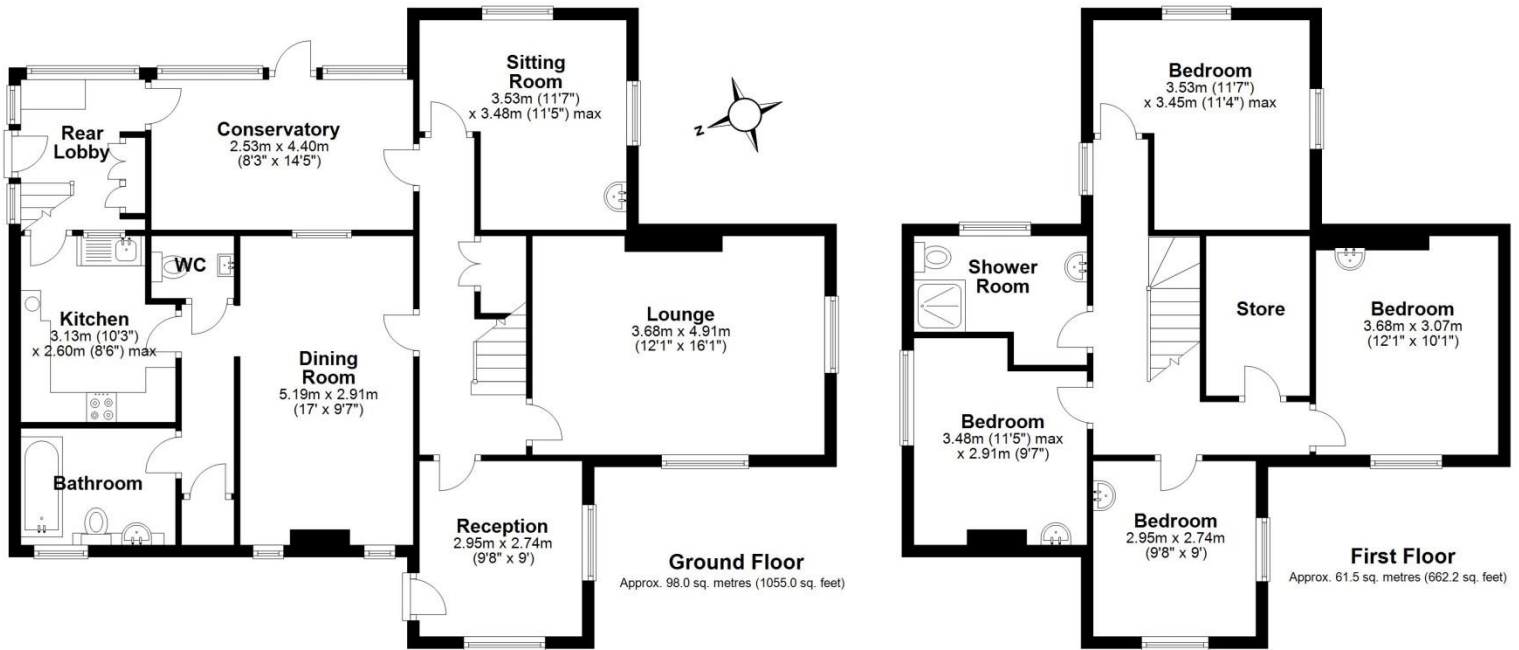 Sitting
Room
3.53m (11'7")
x 3.48m (11'5") max
Rear
Lobby
Conservatory
2.53m x 4.40m
(8'3" x 14'5")
N
WC
Kitchen
3.13m (10'3")
x 2.60m (8'6") max
Dining
Room
5.19m x 2.91m
(17' x 9'7")
Lounge
3.68m x 4.91m
(12'1" x 16'1")
Bathroom
Reception
2.95m x 2.74m
(9'8" x 9')
Ground Floor
Approx. 98.0 sq. metres (1055.0 sq. feet)
Bedroom
3.53m (11'7")
x 3.45m (11'4") max
Shower
Room
Store
Bedroom
3.68m x 3.07m
(12'1" x 10'1")
Bedroom
3.48m (11'5") max
x 2.91m (9'7")
Bedroom
2.95m x 2.74m
(9'8" x 9')
First Floor
Approx. 61.5 sq. metres (662.2 sq. feet)